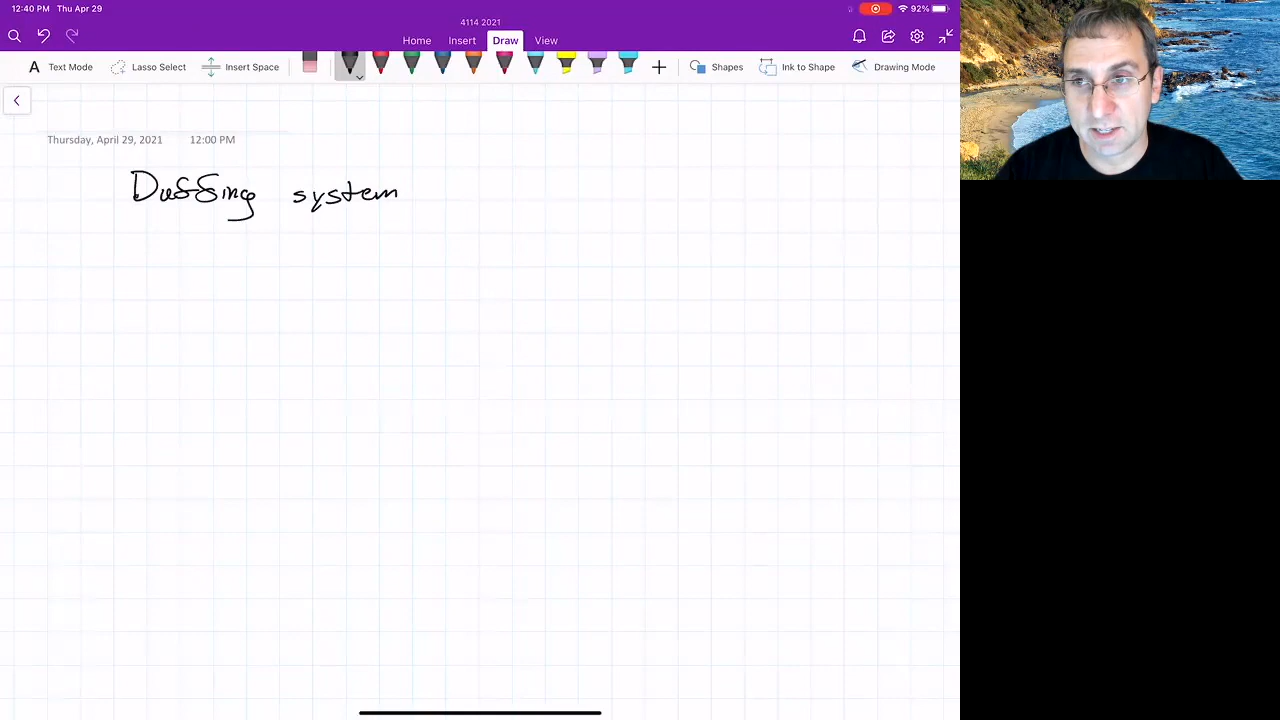 12:40 PM Thu Apr 29
92%
4114 2021
Home Insert Draw View
A Text Mode Lasso Select Insert Space Shapes Ink to Shape Drawing Mode
Thursday, April 29, 2021 12:00 PM
Duffing system